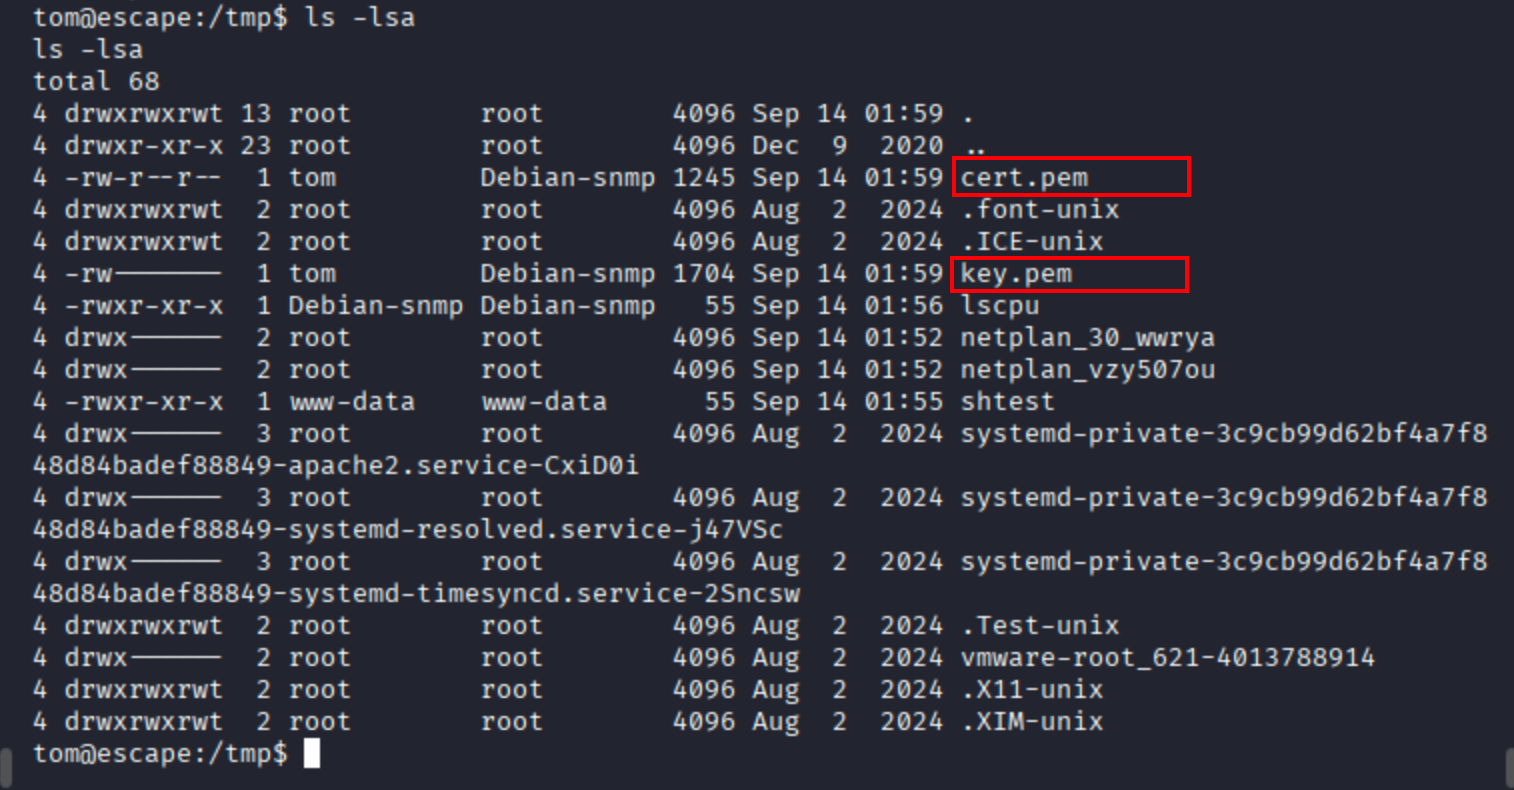 tom@escape:/tmp$ ls -lsa
ls -lsa
total 68
4 drwxrwxrwt 13 root        root        4096 Sep 14 01:59 .
4 drwxr-xr-x 23 root        root        4096 Dec  9  2020 ..
4 -rw-r--r--  1 tom         Debian-snmp 1245 Sep 14 01:59 cert.pem
4 drwxrwxrwt  2 root        root        4096 Aug  2  2024 .font-unix
4 drwxrwxrwt  2 root        root        4096 Aug  2  2024 .ICE-unix
4 -rw-------  1 tom         Debian-snmp 1704 Sep 14 01:59 key.pem
4 -rwxr-xr-x  1 Debian-snmp Debian-snmp   55 Sep 14 01:56 lscpu
4 drwx------  2 root        root        4096 Sep 14 01:52 netplan_30_wwrya
4 drwx------  2 root        root        4096 Sep 14 01:52 netplan_vzy507ou
4 -rwxr-xr-x  1 www-data    www-data      55 Sep 14 01:55 shtest
4 drwx------  3 root        root        4096 Aug  2  2024 systemd-private-3c9cb99d62bf4a7f8
48d84badef88849-apache2.service-CxiD0i
4 drwx------  3 root        root        4096 Aug  2  2024 systemd-private-3c9cb99d62bf4a7f8
48d84badef88849-systemd-resolved.service-j47VSc
4 drwx------  3 root        root        4096 Aug  2  2024 systemd-private-3c9cb99d62bf4a7f8
48d84badef88849-systemd-timesyncd.service-2Sncsw
4 drwxrwxrwt  2 root        root        4096 Aug  2  2024 .Test-unix
4 drwx------  2 root        root        4096 Aug  2  2024 vmware-root_621-4013788914
4 drwxrwxrwt  2 root        root        4096 Aug  2  2024 .X11-unix
4 drwxrwxrwt  2 root        root        4096 Aug  2  2024 .XIM-unix
tom@escape:/tmp$